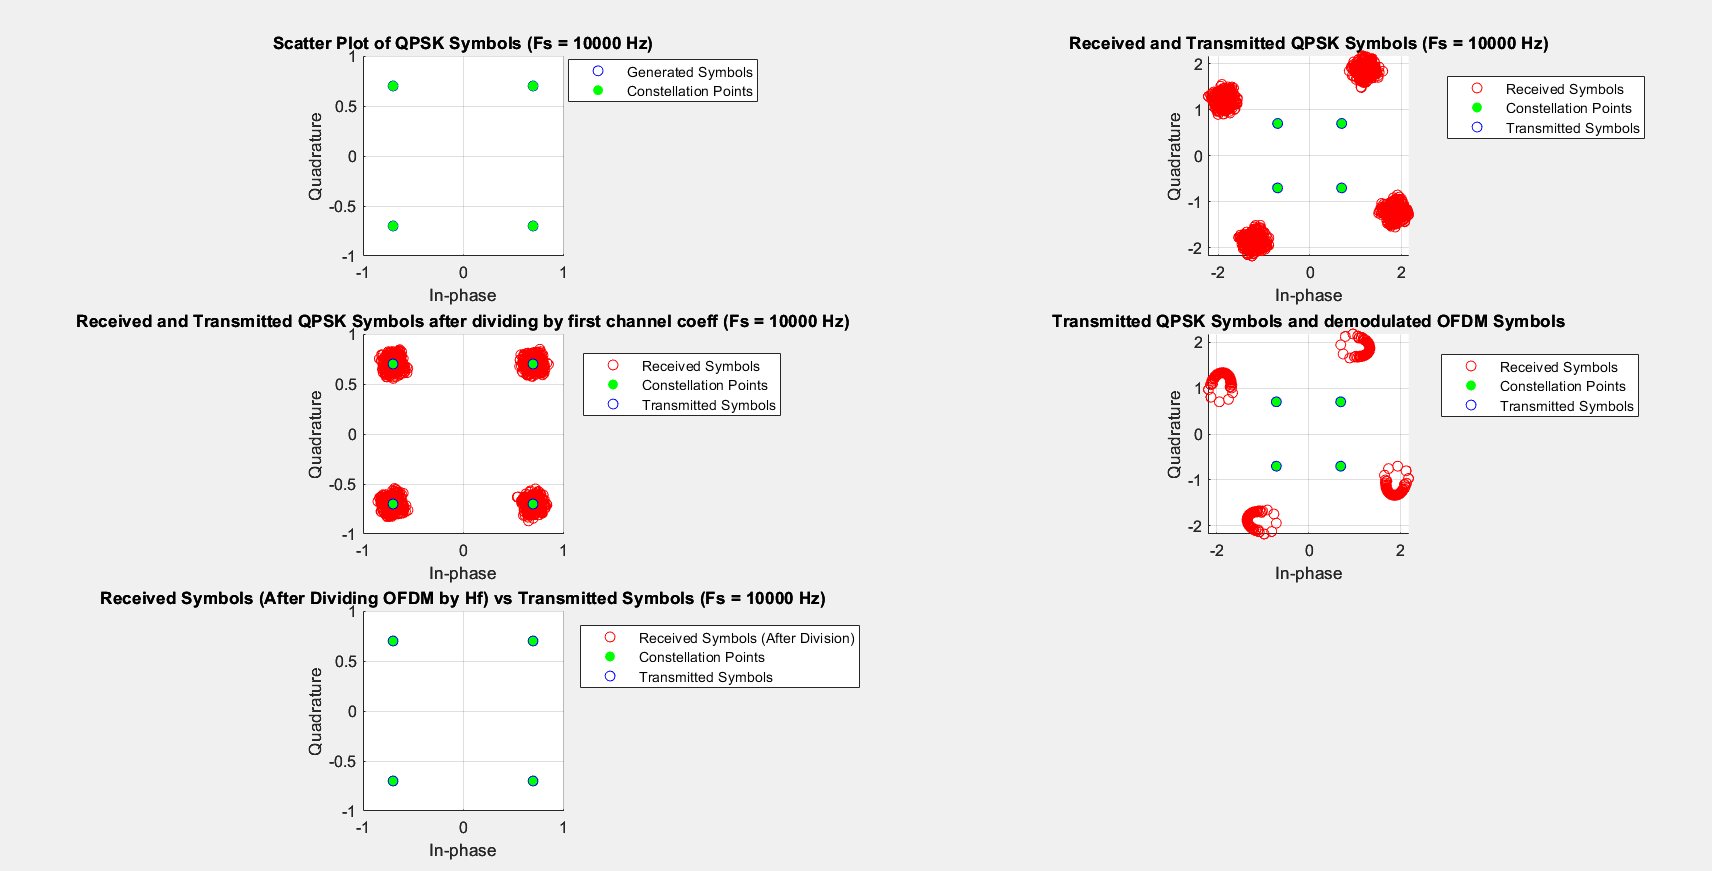 Scatter Plot of QPSK Symbols (Fs = 10000 Hz)
1
0.5
0
-0.5
-1
Quadrature
-1 0 1
In-phase
Generated Symbols
Constellation Points
Received and Transmitted QPSK Symbols (Fs = 10000 Hz)
2
1
0
-1
-2
Quadrature
-2 0 2
In-phase
Received Symbols
Constellation Points
Transmitted Symbols
Received and Transmitted QPSK Symbols after dividing by first channel coeff (Fs = 10000 Hz)
1
0.5
0
-0.5
-1
Quadrature
-1 0 1
In-phase
Received Symbols
Constellation Points
Transmitted Symbols
Transmitted QPSK Symbols and demodulated OFDM Symbols
2
1
0
-1
-2
Quadrature
-2 0 2
In-phase
Received Symbols
Constellation Points
Transmitted Symbols
Received Symbols (After Dividing OFDM by Hf) vs Transmitted Symbols (Fs = 10000 Hz)
1
0.5
0
-0.5
-1
Quadrature
-1 0 1
In-phase
Received Symbols (After Division)
Constellation Points
Transmitted Symbols